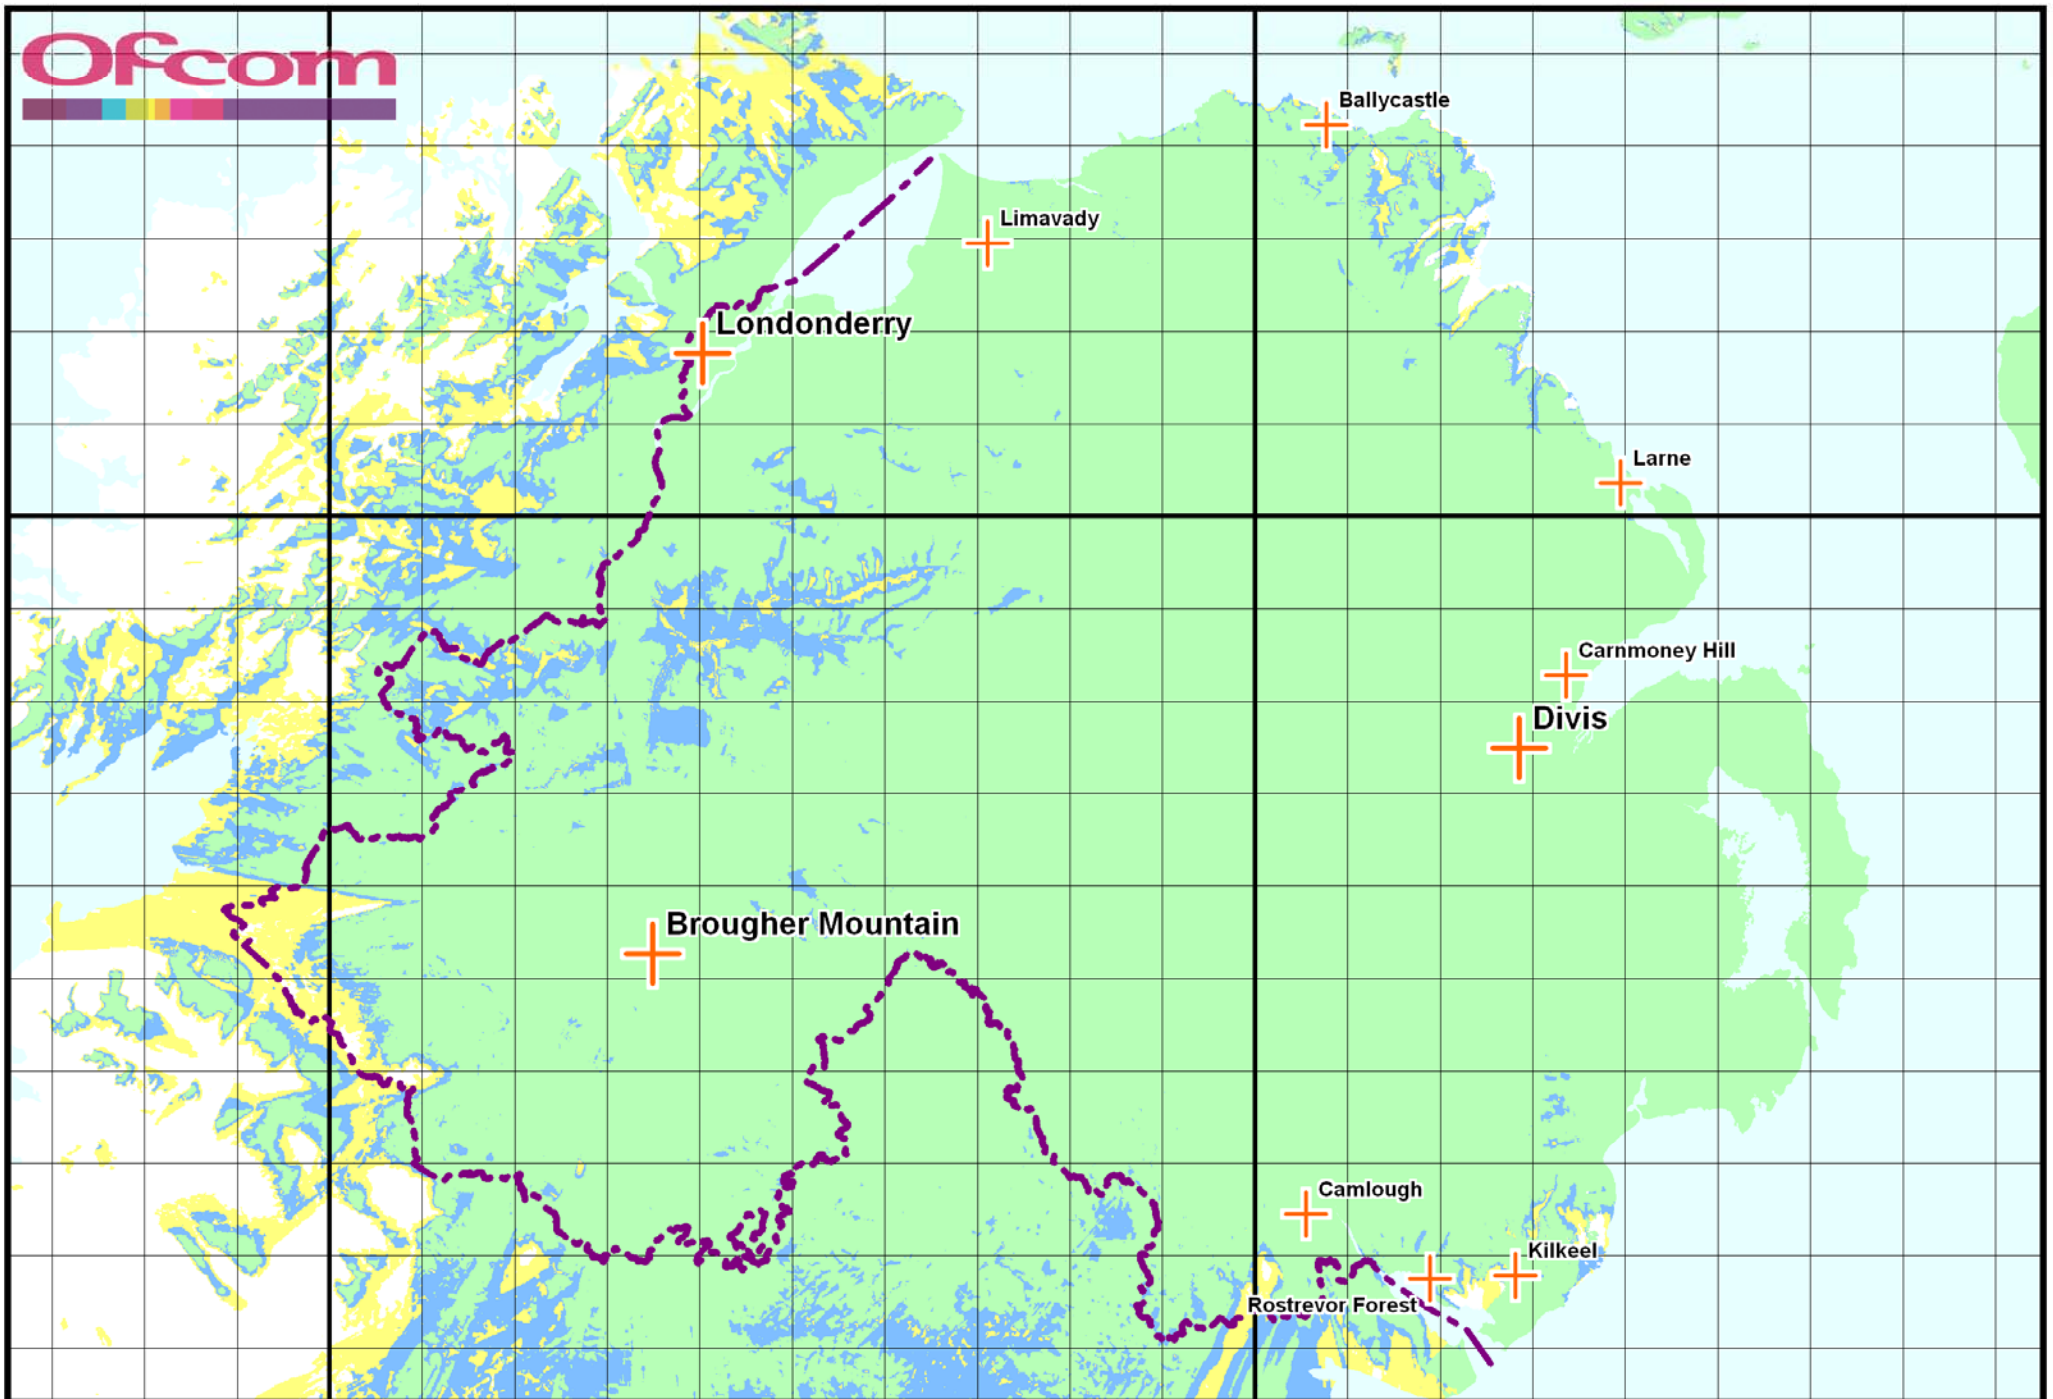 Ofcom
Ballycastle
Limavady
Londonderry
Larne
Carnmoney Hill
Divis
Brougher Mountain
Camlough
Kilkeel
Rostrevor Forest